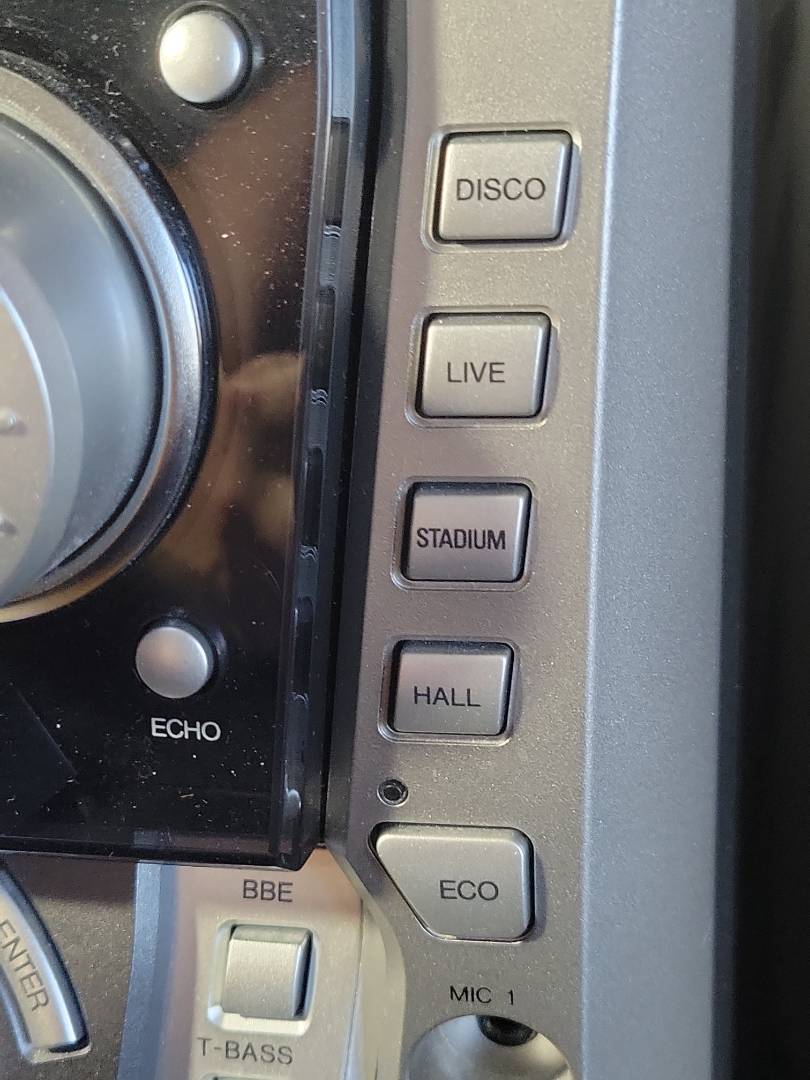 DISCO
LIVE
STADIUM
HALL
ECHO
ECO
BBE
ENTER
MIC 1
T-BASS